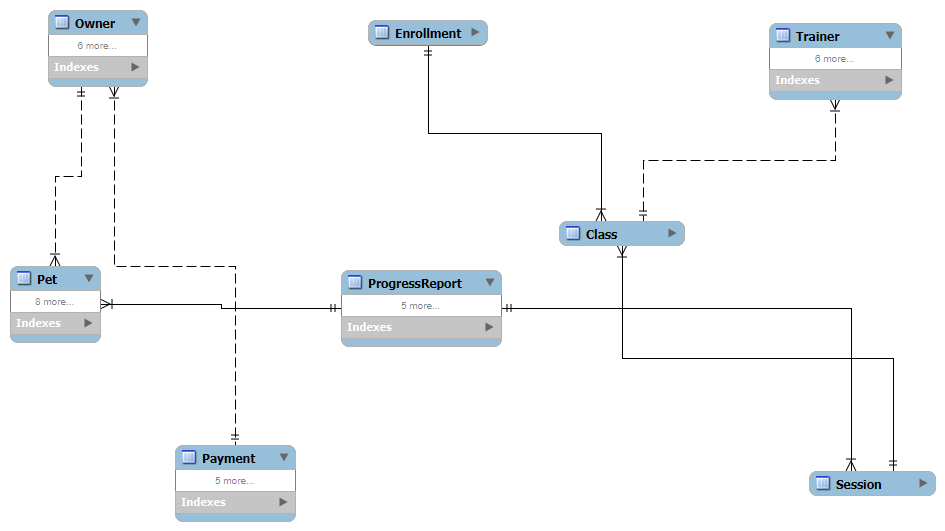 Owner
6 more...
Indexes
Enrollment
Trainer
6 more...
Indexes
Class
Pet
8 more...
Indexes
ProgressReport
5 more...
Indexes
Payment
5 more...
Indexes
Session